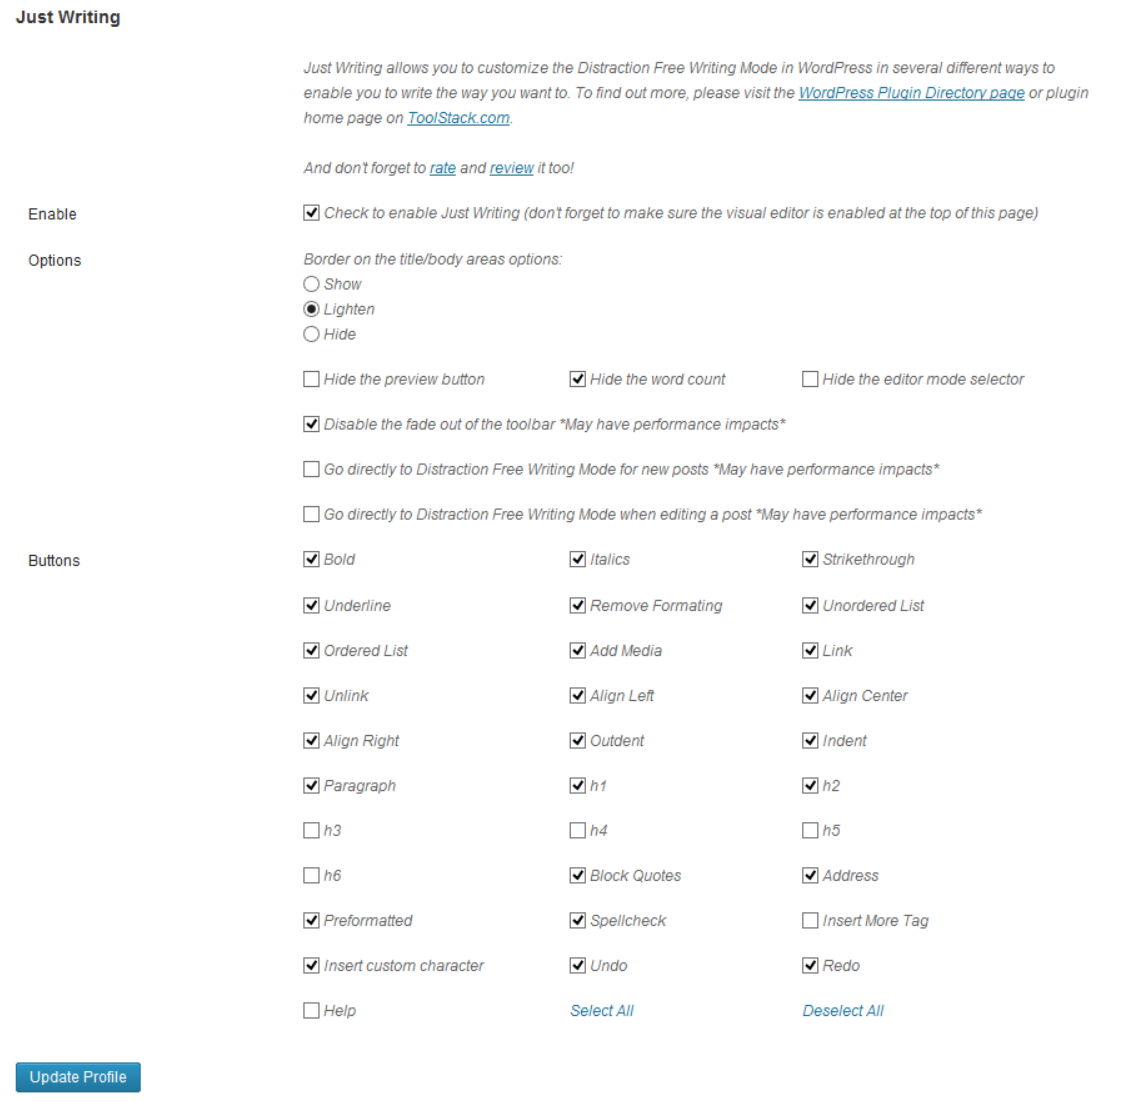 Just Writing
Just Writing allows you to customize the Distraction Free Writing Mode in WordPress in several different ways to
enable you to write the way you want to. To find out more, please visit the WordPress Plugin Directory page or plugin
home page on ToolStack.com.
And don't forget to rate and review it too!
Enable Check to enable Just Writing (don't forget to make sure the visual editor is enabled at the top of this page)
Options Border on the title/body areas options:
Show
Lighten
Hide
Hide the preview button Hide the word count Hide the editor mode selector
Disable the fade out of the toolbar *May have performance impacts*
Go directly to Distraction Free Writing Mode for new posts *May have performance impacts*
Go directly to Distraction Free Writing Mode when editing a post *May have performance impacts*
Buttons Bold Italics Strikethrough
Underline Remove Formating Unordered List
Ordered List Add Media Link
Unlink Align Left Align Center
Align Right Outdent Indent
Paragraph h1 h2
h3 h4 h5
h6 Block Quotes Address
Preformatted Spellcheck Insert More Tag
Insert custom character Undo Redo
Help Select All Deselect All
Update Profile